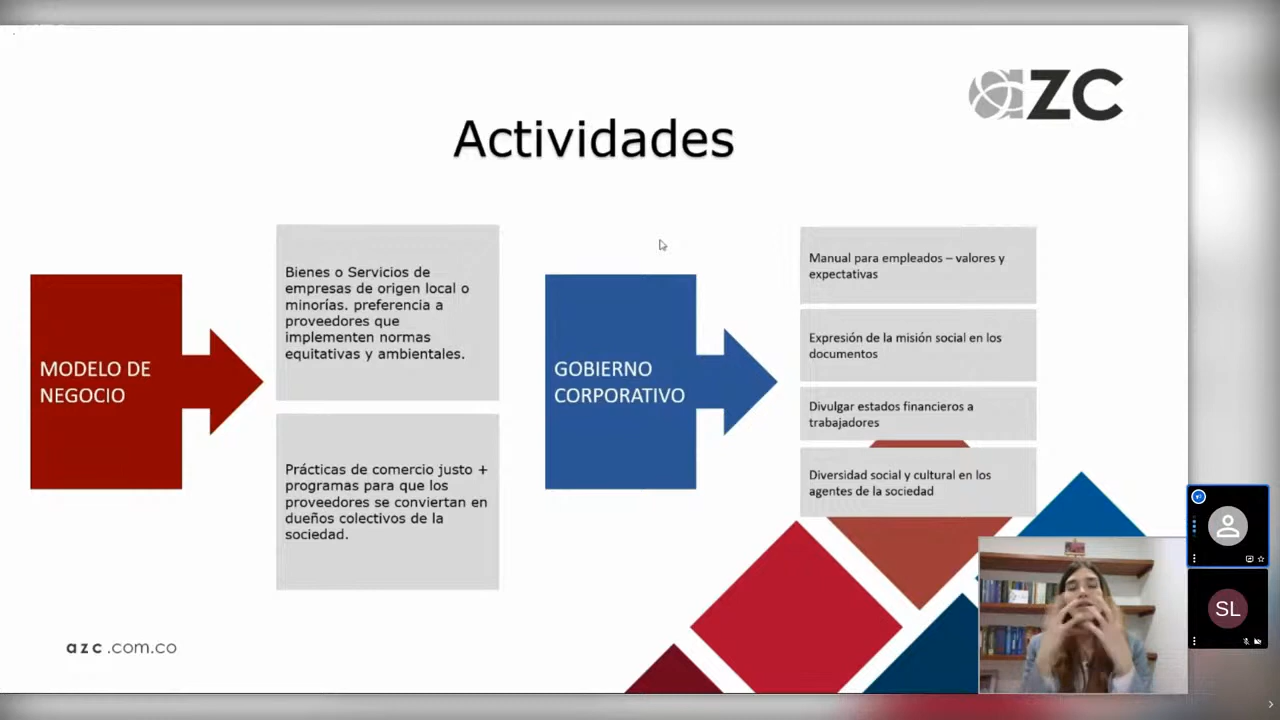 azc
Actividades
MODELO DE
NEGOCIO
Bienes o Servicios de
empresas de origen local o
minorías. preferencia a
proveedores que
implementen normas
equitativas y ambientales.
Prácticas de comercio justo +
programas para que los
proveedores se conviertan en
dueños colectivos de la
sociedad.
GOBIERNO
CORPORATIVO
Manual para empleados – valores y
expectativas
Expresión de la misión social en los
documentos
Divulgar estados financieros a
trabajadores
Diversidad social y cultural en los
agentes de la sociedad
azc.com.co
SL